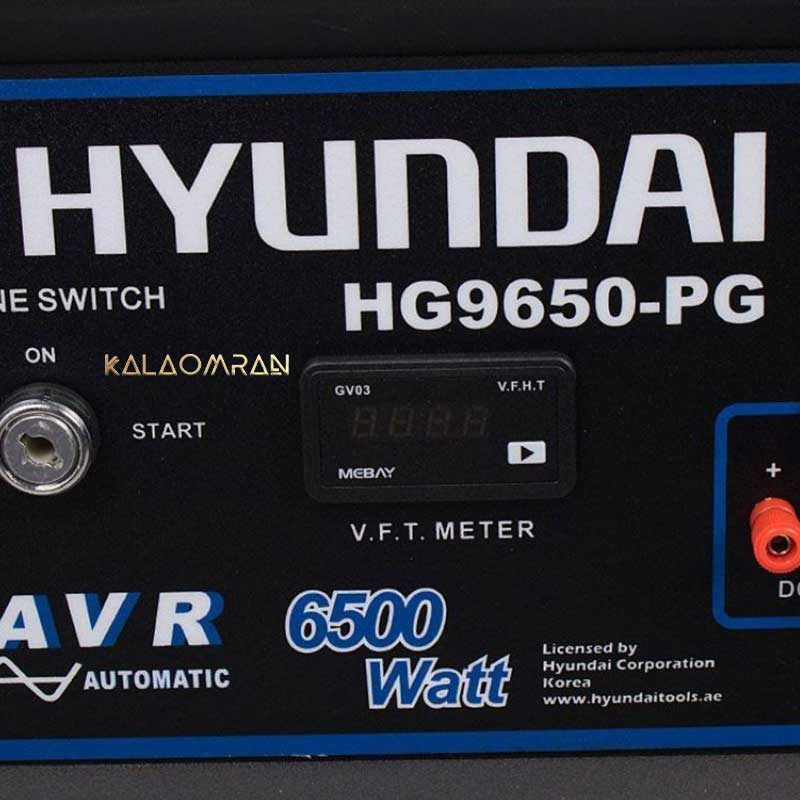 HYUNDAI
NE SWITCH
HG9650-PG
ON
KALAOMRAN
START
GV03
V.F.H.T
MEBAY
V.F.T. METER
+
AVR
AUTOMATIC
6500
Watt
Licensed by
Hyundai Corporation
Korea
www.hyundaitools.ae